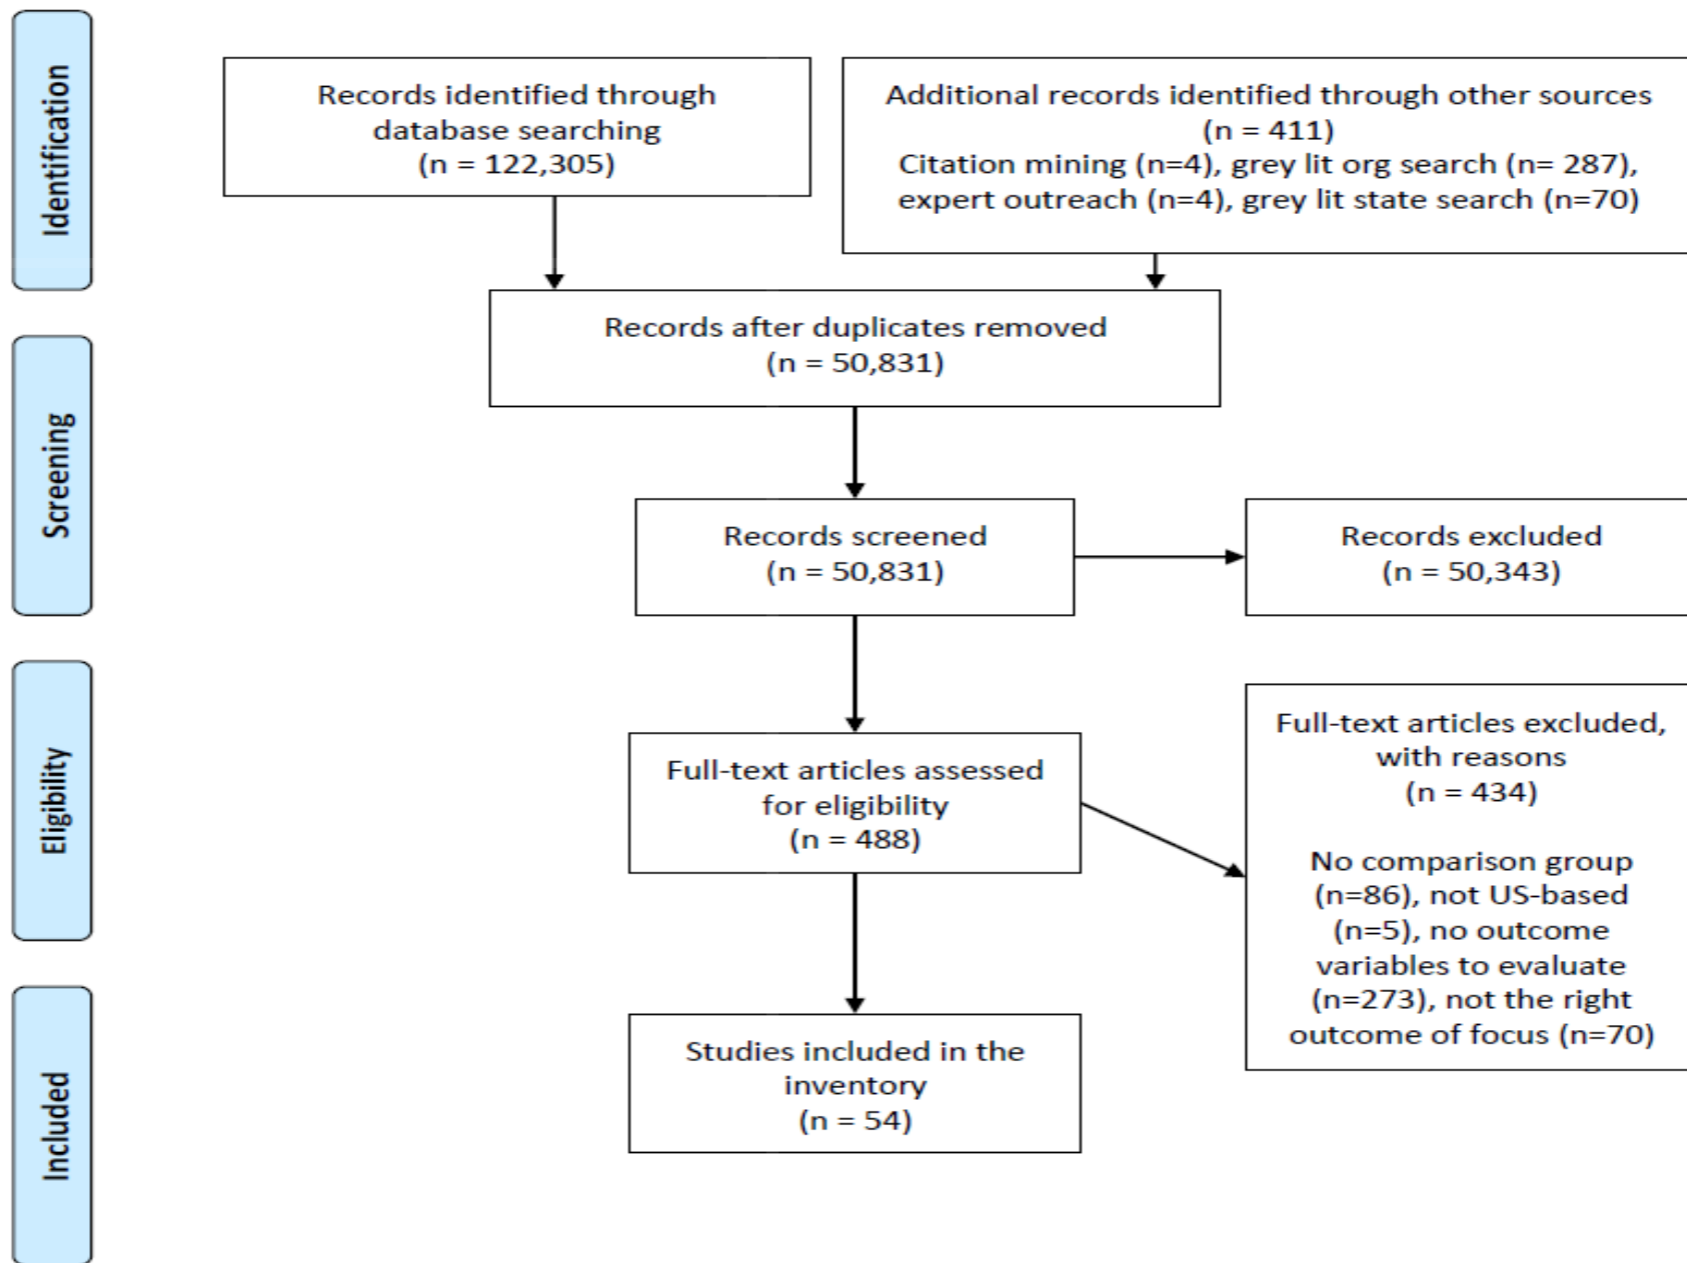 Identification
Records identified through
database searching
(n = 122,305)
Additional records identified through other sources
(n = 411)
Citation mining (n=4), grey lit org search (n= 287),
expert outreach (n=4), grey lit state search (n=70)
Records after duplicates removed
(n = 50,831)
Screening
Records screened
(n = 50,831)
Records excluded
(n = 50,343)
Eligibility
Full-text articles assessed
for eligibility
(n = 488)
Full-text articles excluded,
with reasons
(n = 434)
No comparison group
(n=86), not US-based
(n=5), no outcome
variables to evaluate
(n=273), not the right
outcome of focus (n=70)
Included
Studies included in the
inventory
(n = 54)